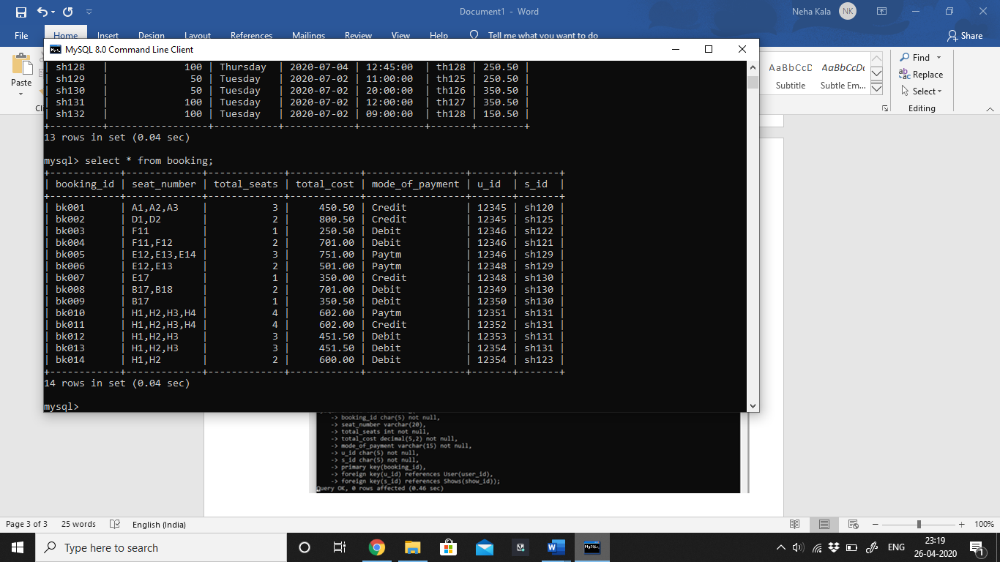 Document1 - Word
Neha Kala NK
File Home Insert Design Layout References Mailings Review View Help Tell me what you want to do Share
MySQL 8.0 Command Line Client
Paste
AaBbCcD AaBbCcDc
Subtitle Subtle Em...
Find
Replace
Select
Editing
| sh128 | 100 | Thursday | 2020-07-04 | 12:45:00 | th128 | 250.50 |
| sh129 | 50 | Tuesday | 2020-07-02 | 11:00:00 | th125 | 250.50 |
| sh130 | 50 | Tuesday | 2020-07-02 | 20:00:00 | th126 | 350.50 |
| sh131 | 100 | Tuesday | 2020-07-02 | 12:00:00 | th127 | 350.50 |
| sh132 | 100 | Tuesday | 2020-07-02 | 09:00:00 | th128 | 150.50 |
13 rows in set (0.04 sec)
mysql> select * from booking;
| booking_id | seat_number | total_seats | total_cost | mode_of_payment | u_id | s_id |
| bk001 | A1,A2,A3 | 3 | 450.50 | Credit | 12345 | sh120 |
| bk002 | D1,D2 | 2 | 800.50 | Credit | 12345 | sh125 |
| bk003 | F11 | 1 | 250.50 | Debit | 12346 | sh122 |
| bk004 | F11,F12 | 2 | 701.00 | Debit | 12346 | sh121 |
| bk005 | E12,E13,E14 | 3 | 751.00 | Paytm | 12346 | sh129 |
| bk006 | E12,E13 | 2 | 501.00 | Paytm | 12348 | sh129 |
| bk007 | E17 | 1 | 350.00 | Credit | 12348 | sh130 |
| bk008 | B17,B18 | 2 | 701.00 | Debit | 12349 | sh130 |
| bk009 | B17 | 1 | 350.50 | Debit | 12350 | sh130 |
| bk010 | H1,H2,H3,H4 | 4 | 602.00 | Paytm | 12351 | sh131 |
| bk011 | H1,H2,H3,H4 | 4 | 602.00 | Credit | 12352 | sh131 |
| bk012 | H1,H2,H3 | 3 | 451.50 | Debit | 12353 | sh131 |
| bk013 | H1,H2,H3 | 3 | 451.50 | Debit | 12354 | sh131 |
| bk014 | H1,H2 | 2 | 600.00 | Debit | 12354 | sh123 |
14 rows in set (0.04 sec)
mysql>
-> booking_id char(5) not null,
-> seat_number varchar(20),
-> total_seats int not null,
-> total_cost decimal(5,2) not null,
-> mode_of_payment varchar(15) not null,
-> u_id char(5) not null,
-> s_id char(5) not null,
-> primary key(booking_id),
-> foreign key(u_id) references User(user_id),
-> foreign key(s_id) references Shows(show_id));
Query OK, 0 rows affected (0.46 sec)
Page 3 of 3 25 words English (India) 100%
Type here to search
ENG
23:19
26-04-2020
1